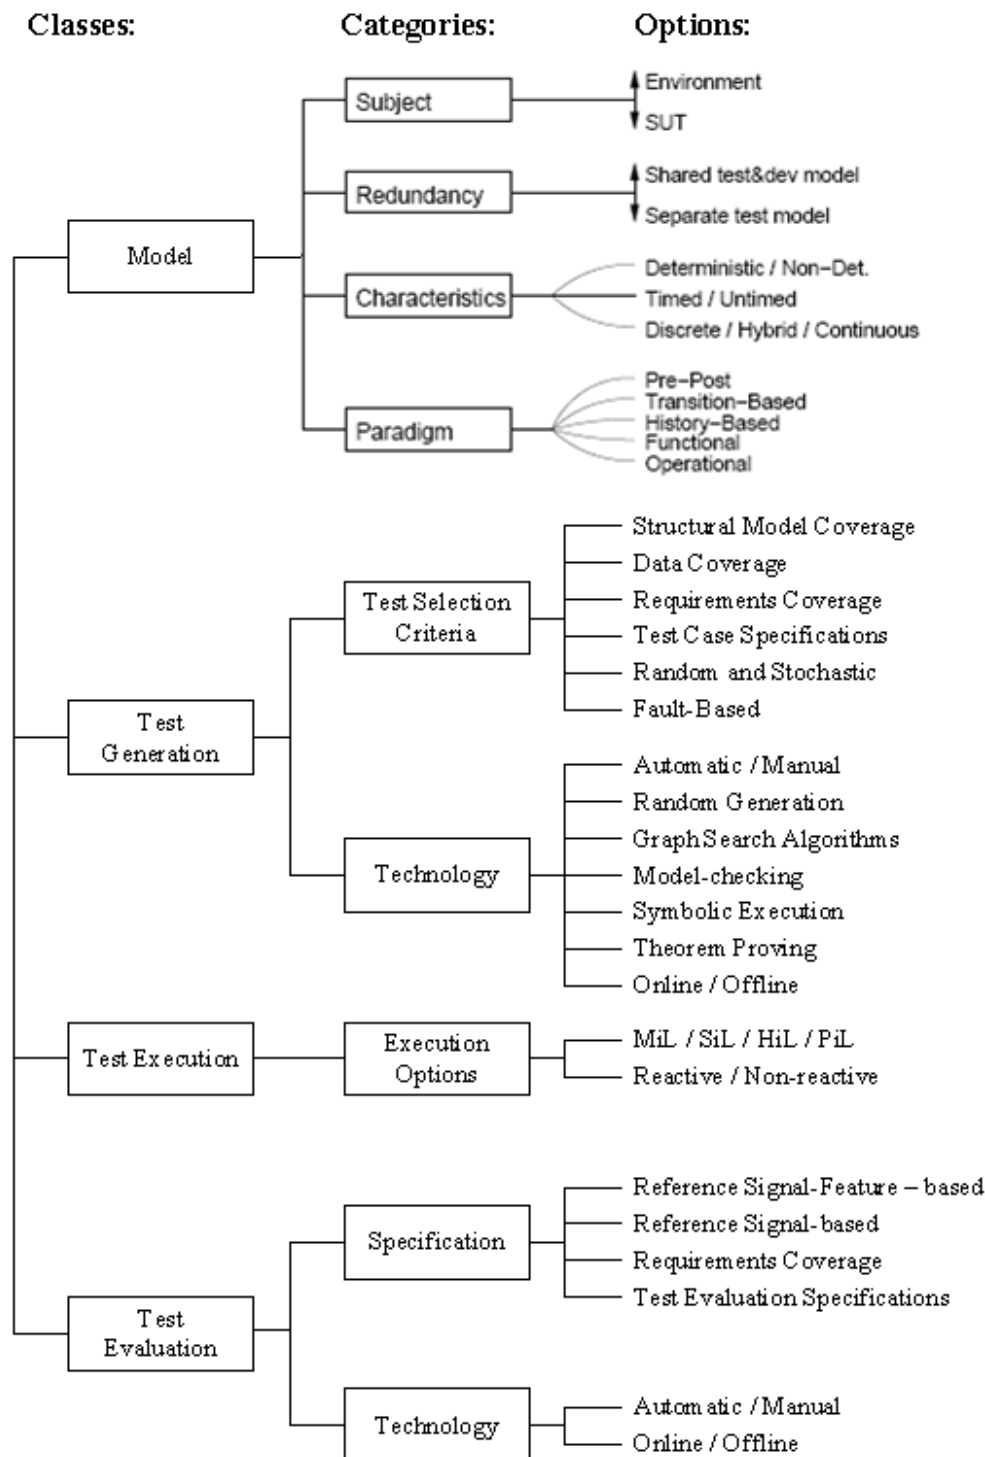 Classes:
Categories:
Options:
Model
Subject
Environment
SUT
Redundancy
Shared test&dev model
Separate test model
Characteristics
Deterministic / Non-Det.
Timed / Untimed
Discrete / Hybrid / Continuous
Paradigm
Pre-Post
Transition-Based
History-Based
Functional
Operational
Test
Generation
Test Selection
Criteria
Structural Model Coverage
Data Coverage
Requirements Coverage
Test Case Specifications
Random and Stochastic
Fault-Based
Technology
Automatic / Manual
Random Generation
Graph Search Algorithms
Model-checking
Symbolic Execution
Theorem Proving
Online / Offline
Test Execution
Execution
Options
MiL / SiL / HiL / PiL
Reactive / Non-reactive
Test
Evaluation
Specification
Reference Signal-Feature – based
Reference Signal-based
Requirements Coverage
Test Evaluation Specifications
Technology
Automatic / Manual
Online / Offline